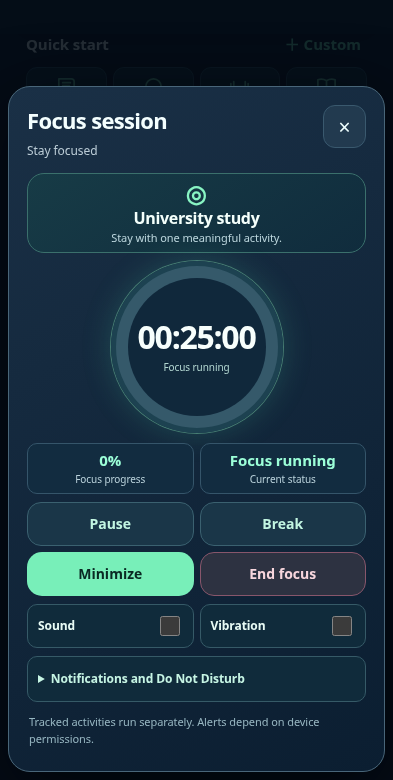 Quick start
+ Custom
Focus session
×
Stay focused
University study
Stay with one meaningful activity.
00:25:00
Focus running
0%
Focus progress
Focus running
Current status
Pause
Break
Minimize
End focus
Sound
Vibration
Notifications and Do Not Disturb
Tracked activities run separately. Alerts depend on device
permissions.